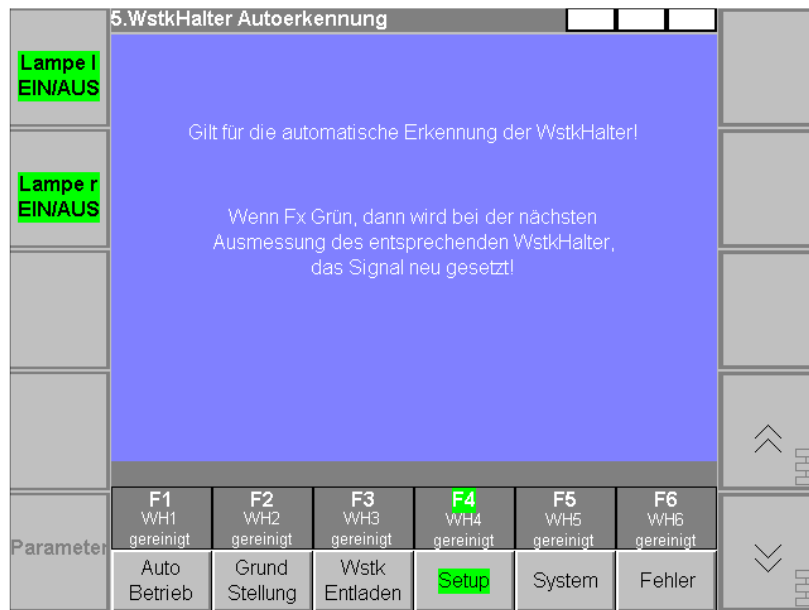 5.WstkHalter Autoerkennung
Lampe l
EIN/AUS
Lampe r
EIN/AUS
Gilt für die automatische Erkennung der WstkHalter!
Wenn Fx Grün, dann wird bei der nächsten
Ausmessung des entsprechenden WstkHalter,
das Signal neu gesetzt!
Parameter
F1
WH1
gereinigt
F2
WH2
gereinigt
F3
WH3
gereinigt
F4
WH4
gereinigt
F5
WH5
gereinigt
F6
WH6
gereinigt
Auto
Betrieb
Grund
Stellung
Wstk
Entladen
Setup
System
Fehler